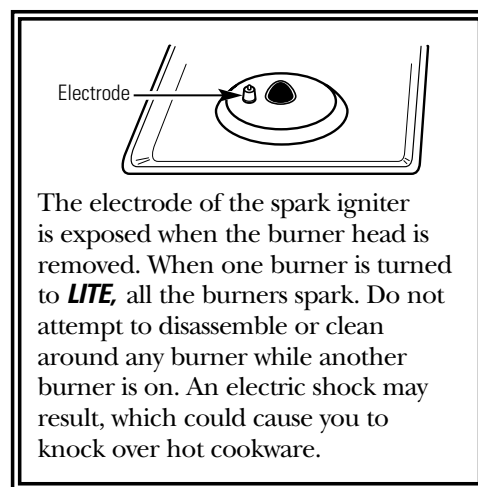 Electrode
The electrode of the spark igniter
is exposed when the burner head is
removed. When one burner is turned
to LITE, all the burners spark. Do not
attempt to disassemble or clean
around any burner while another
burner is on. An electric shock may
result, which could cause you to
knock over hot cookware.